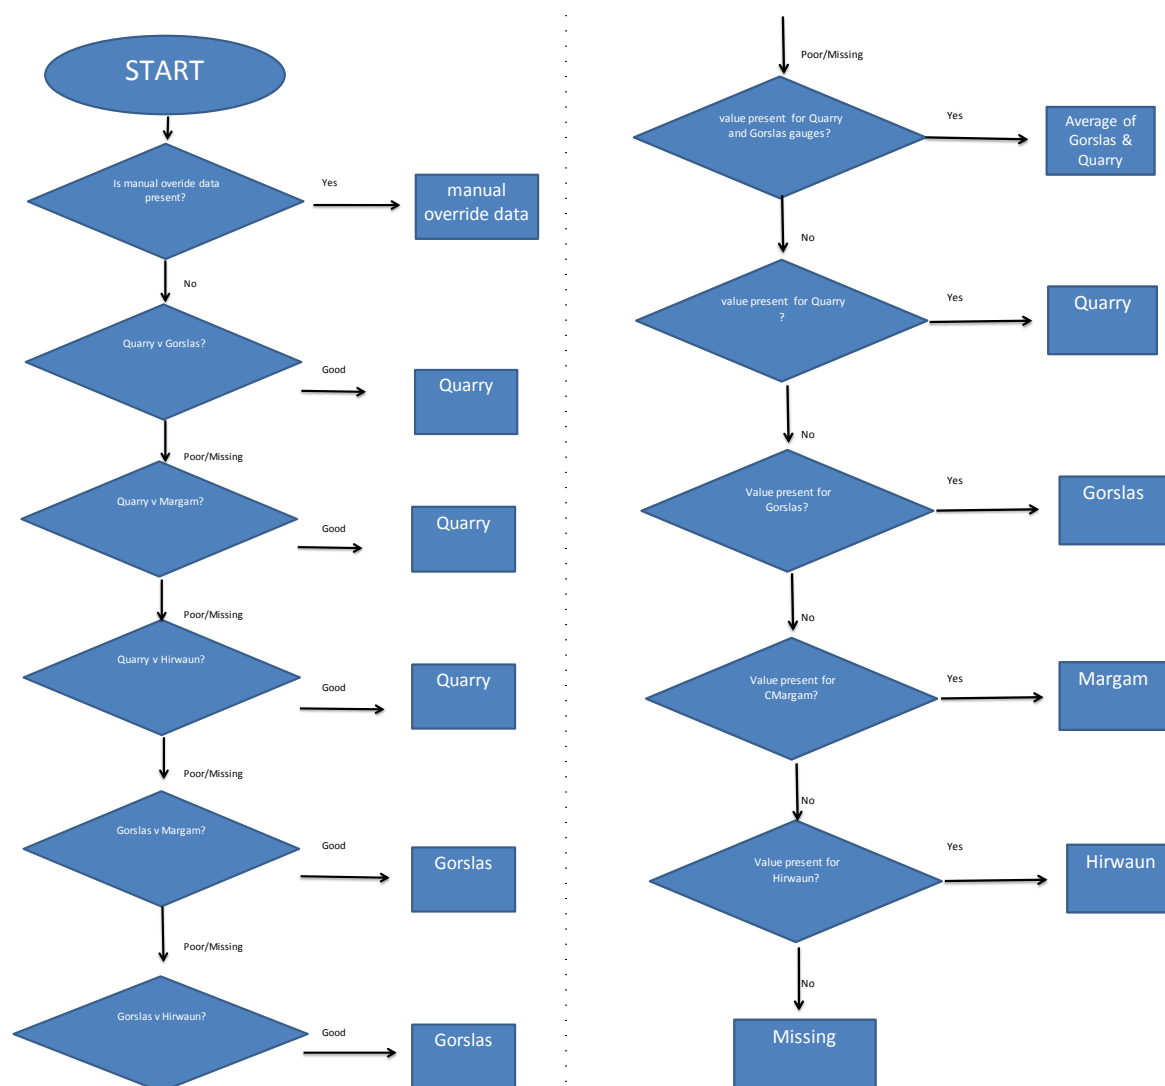 START
Is manual overide data
present?
Yes
manual
override data
No
Quarry v Gorslas?
Good
Quarry
Poor/Missing
Quarry v Margam?
Good
Quarry
Poor/Missing
Quarry v Hirwaun?
Good
Quarry
Poor/Missing
Gorslas v Margam?
Good
Gorslas
Poor/Missing
Gorslas v Hirwaun?
Good
Gorslas
Poor/Missing
value present for Quarry
and Gorslas gauges?
Yes
Average of
Gorslas &
Quarry
No
value present for Quarry
?
Yes
Quarry
No
Value present for
Gorslas?
Yes
Gorslas
No
Value present for
CMargam?
Yes
Margam
No
Value present for
Hirwaun?
Yes
Hirwaun
No
Missing